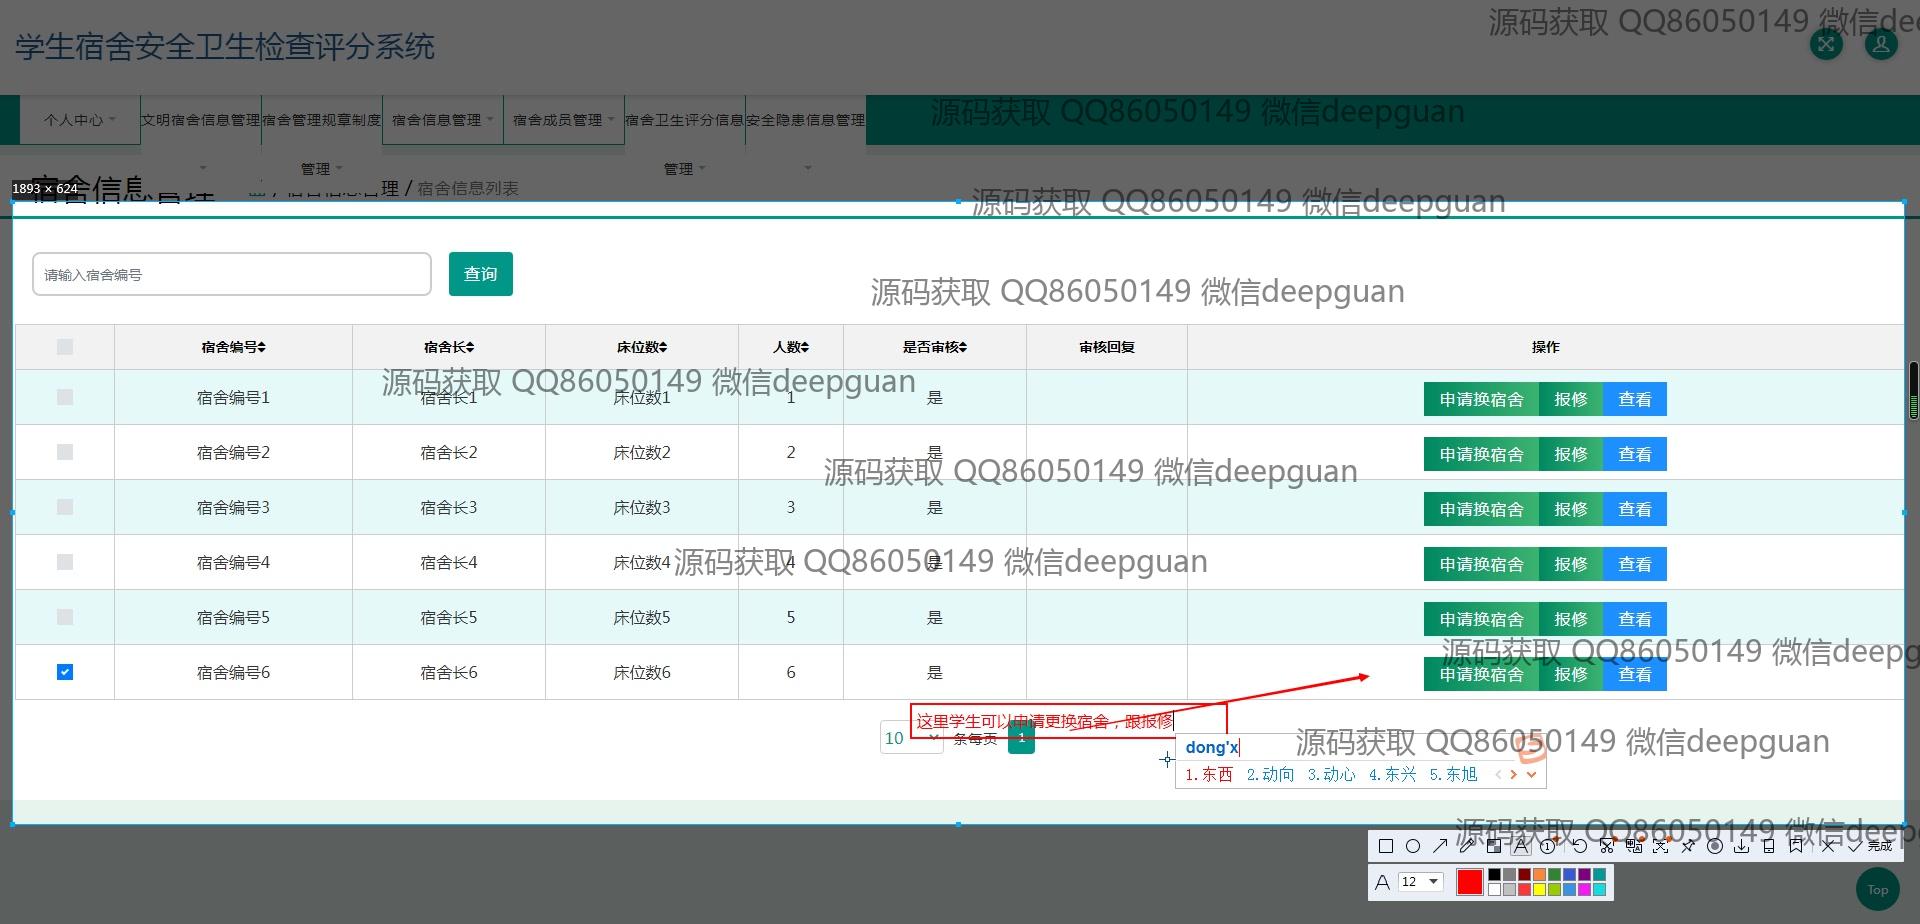 源码获取 QQ86050149 微信dee
学生宿舍安全卫生检查评分系统
个人中心 文明宿舍信息管理 宿舍管理规章制度 宿舍信息管理 宿舍成员管理 宿舍卫生评分信息 安全隐患信息管理
源码获取 QQ86050149 微信deepguan
管理 管理
1893 × 624
宿舍信息管理 / 宿舍信息管理 / 宿舍信息列表
源码获取 QQ86050149 微信deepguan
请输入宿舍编号 查询
源码获取 QQ86050149 微信deepguan
宿舍编号 宿舍长 床位数 人数 是否审核 审核回复 操作
源码获取 QQ86050149 微信deepguan
宿舍编号1 宿舍长1 床位数1 1 是 申请换宿舍 报修 查看
宿舍编号2 宿舍长2 床位数2 2 是 申请换宿舍 报修 查看
源码获取 QQ86050149 微信deepguan
宿舍编号3 宿舍长3 床位数3 3 是 申请换宿舍 报修 查看
宿舍编号4 宿舍长4 床位数4 4 是 申请换宿舍 报修 查看
源码获取 QQ86050149 微信deepguan
宿舍编号5 宿舍长5 床位数5 5 是 申请换宿舍 报修 查看
源码获取 QQ86050149 微信deepg
宿舍编号6 宿舍长6 床位数6 6 是 申请换宿舍 报修 查看
这里学生可以申请更换宿舍，跟报修
10 条每页 1
源码获取 QQ86050149 微信deepguan
dong'x
1.东西 2.动向 3.动心 4.东兴 5.东旭
源码获取 QQ86050149 微信deep
完成
A 12
Top